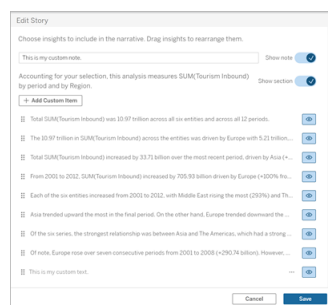 Edit Story
Choose insights to include in the narrative. Drag insights to rearrange them.
This is my custom note.
Show note
Accounting for your selection, this analysis measures SUM(Tourism Inbound)
by period and by Region.
Show section
+ Add Custom Item
Total SUM(Tourism Inbound) was 10.97 trillion across all six entities and across all 12 periods.
The 10.97 trillion in SUM(Tourism Inbound) across the entities was driven by Europe with 5.21 trillion,...
Total SUM(Tourism Inbound) increased by 33.71 billion over the most recent period, driven by Asia (+...
From 2001 to 2012, SUM(Tourism Inbound) increased by 705.93 billion driven by Europe (+100% fro...
Each of the six entities increased from 2001 to 2012, with Middle East rising the most (293%) and Th...
Asia trended upward the most in the final period. On the other hand, Europe trended downward the ...
Of the six series, the strongest relationship was between Asia and The Americas, which had a strong ...
Of note, Europe rose over seven consecutive periods from 2001 to 2008 (+290.74 billion). However, ...
This is my custom text.
...
Cancel
Save